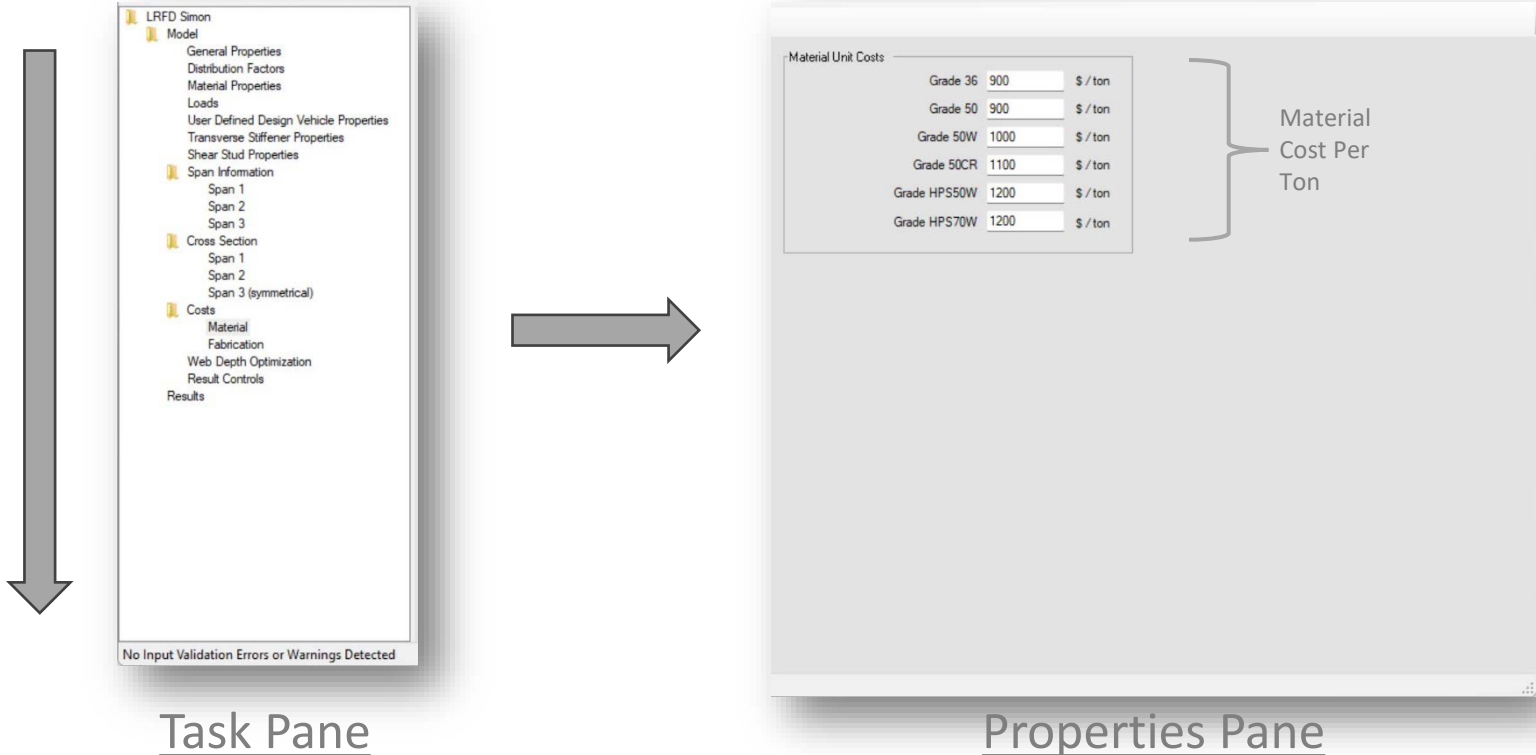 LRFD Simon
Model
General Properties
Distribution Factors
Material Properties
Loads
User Defined Design Vehicle Properties
Transverse Stiffener Properties
Shear Stud Properties
Span Information
Span 1
Span 2
Span 3
Cross Section
Span 1
Span 2
Span 3 (symmetrical)
Costs
Material
Fabrication
Web Depth Optimization
Result Controls
Results
No Input Validation Errors or Warnings Detected
Task Pane
Material Unit Costs
Grade 36 900 $ / ton
Grade 50 900 $ / ton
Grade 50W 1000 $ / ton
Grade 50CR 1100 $ / ton
Grade HPS50W 1200 $ / ton
Grade HPS70W 1200 $ / ton
Material
Cost Per
Ton
Properties Pane